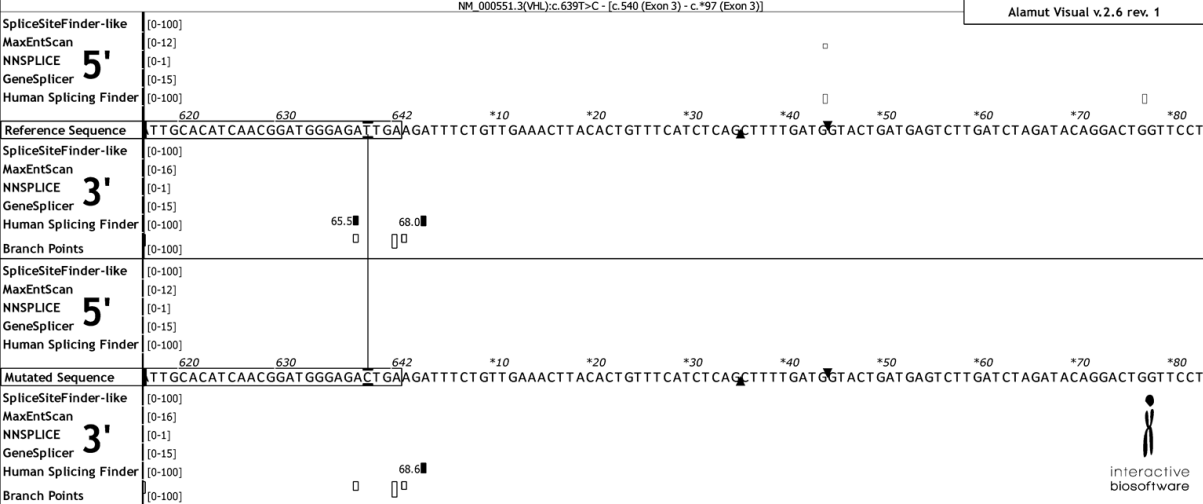 NM_000551.3(VHL):c.639T>C - [c.540 (Exon 3) - c.*97 (Exon 3)]
Alamut Visual v.2.6 rev. 1
SpliceSiteFinder-like [0-100]
MaxEntScan [0-12]
NNSPLICE [0-1]
5'
GeneSplicer [0-15]
Human Splicing Finder [0-100]
620 630 642 *10 *20 *30 *40 *50 *60 *70 *80
Reference Sequence ATTGCACATCAACGGATGGGAGATTGAAGATTTCTGTTGAAACTTACACTGTTTCATCTCAGCTTTTGATGGTACTGATGAGTCTTGATCTAGATACAGGACTGGTTCCT
SpliceSiteFinder-like [0-100]
MaxEntScan [0-16]
NNSPLICE [0-1]
3'
GeneSplicer [0-15]
Human Splicing Finder [0-100] 65.5 68.0
Branch Points [0-100]
SpliceSiteFinder-like [0-100]
MaxEntScan [0-12]
NNSPLICE [0-1]
5'
GeneSplicer [0-15]
Human Splicing Finder [0-100]
620 630 642 *10 *20 *30 *40 *50 *60 *70 *80
Mutated Sequence ATTGCACATCAACGGATGGGAGACTGAAGATTTCTGTTGAAACTTACACTGTTTCATCTCAGCTTTTGATGGTACTGATGAGTCTTGATCTAGATACAGGACTGGTTCCT
SpliceSiteFinder-like [0-100]
MaxEntScan [0-16]
NNSPLICE [0-1]
3'
GeneSplicer [0-15]
Human Splicing Finder [0-100] 68.6
Branch Points [0-100]
interactive
biosoftware